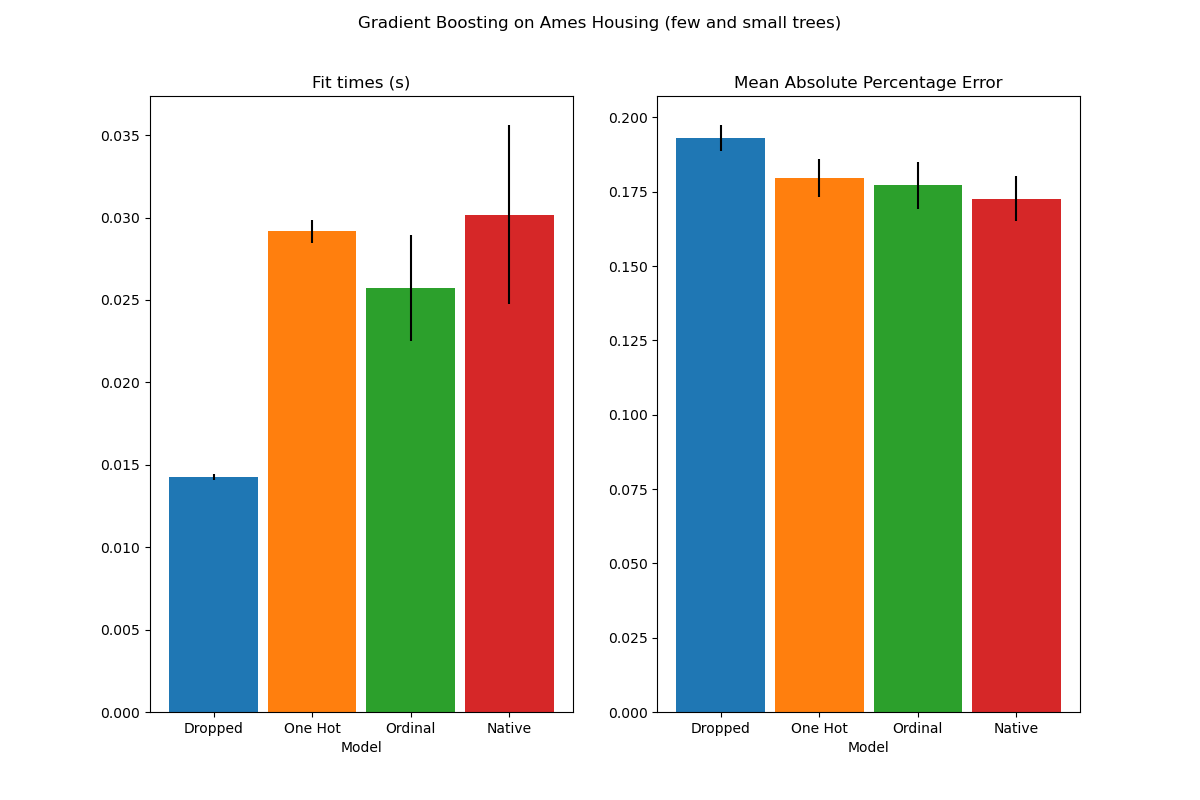 Gradient Boosting on Ames Housing (few and small trees)
Fit times (s)
0.035
0.030
0.025
0.020
0.015
0.010
0.005
0.000
Dropped One Hot Ordinal Native
Model
Mean Absolute Percentage Error
0.200
0.175
0.150
0.125
0.100
0.075
0.050
0.025
0.000
Dropped One Hot Ordinal Native
Model